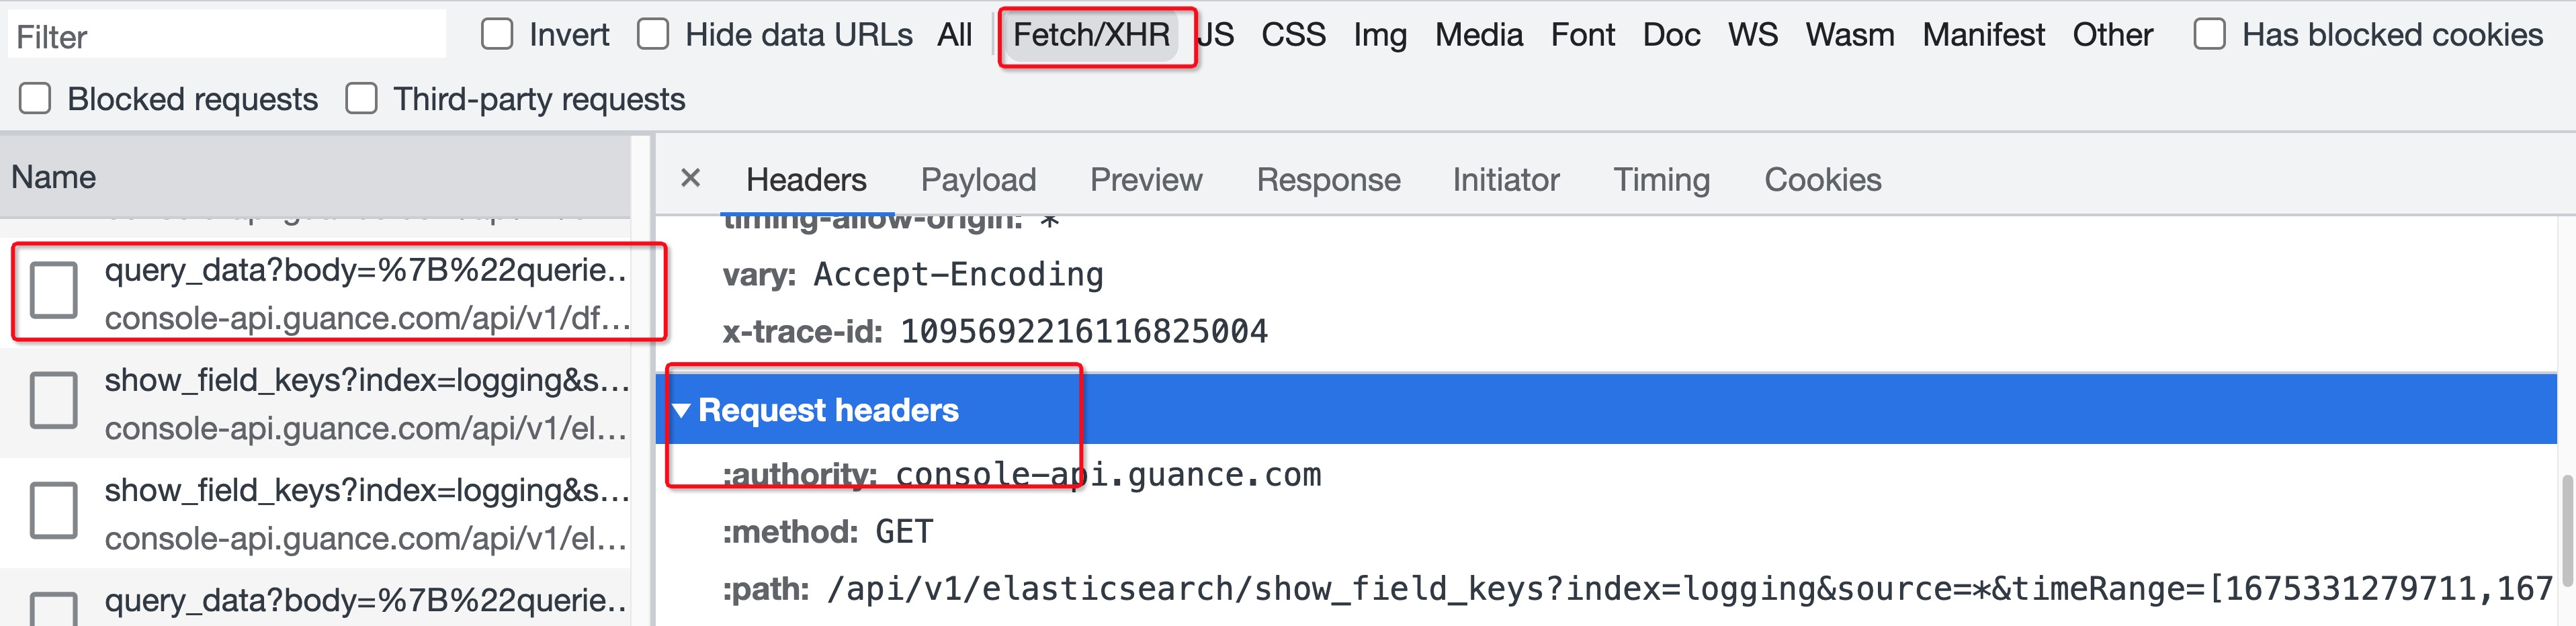 Filter Invert Hide data URLs All Fetch/XHR JS CSS Img Media Font Doc WS Wasm Manifest Other Has blocked cookies
Blocked requests Third-party requests
Name
× Headers Payload Preview Response Initiator Timing Cookies
timing-allow-origin: *
query_data?body=%7B%22querie...
console-api.guance.com/api/v1/df...
show_field_keys?index=logging&s...
console-api.guance.com/api/v1/el...
show_field_keys?index=logging&s...
console-api.guance.com/api/v1/el...
query_data?body=%7B%22querie...
vary: Accept-Encoding
x-trace-id: 1095692216116825004
Request headers
:authority: console-api.guance.com
:method: GET
:path: /api/v1/elasticsearch/show_field_keys?index=logging&source=*&timeRange=[1675331279711,167